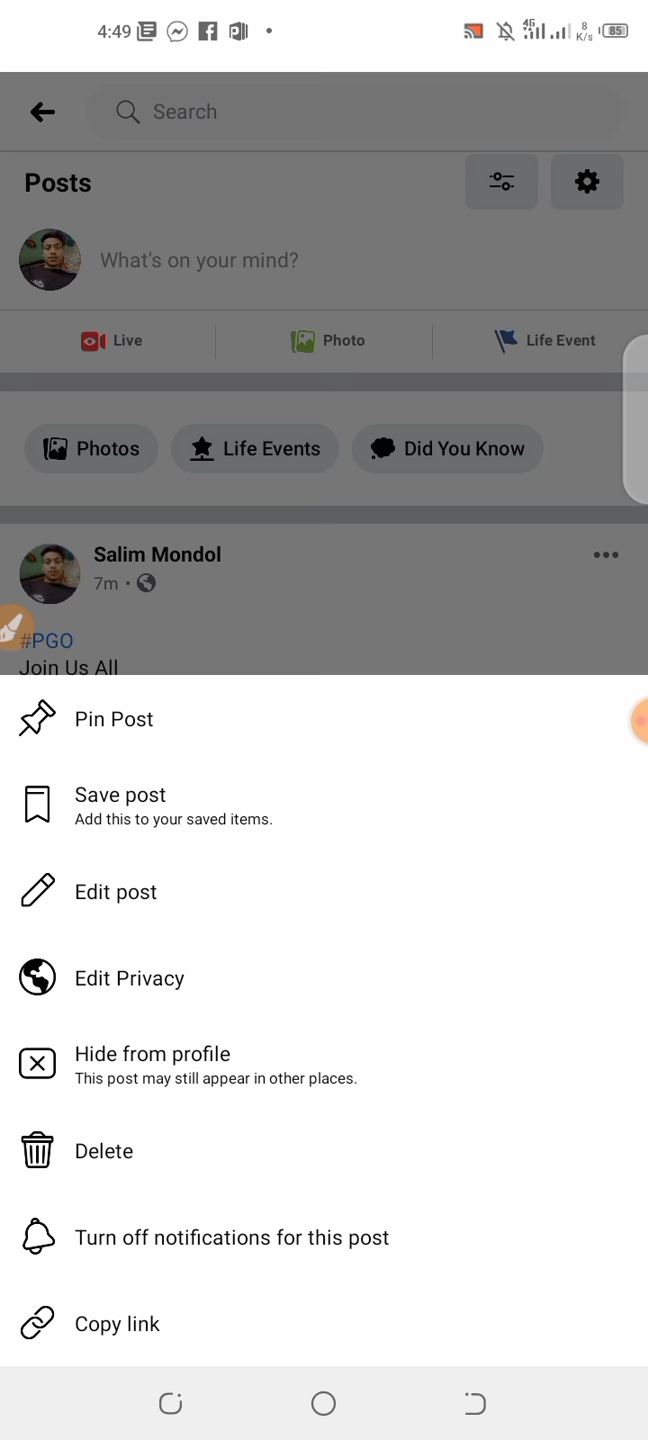 4:49
4G
8
K/s
85
Search
Posts
What's on your mind?
Live
Photo
Life Event
Photos
Life Events
Did You Know
Salim Mondol
7m •
#PGO
Join Us All
Pin Post
Save post
Add this to your saved items.
Edit post
Edit Privacy
Hide from profile
This post may still appear in other places.
Delete
Turn off notifications for this post
Copy link